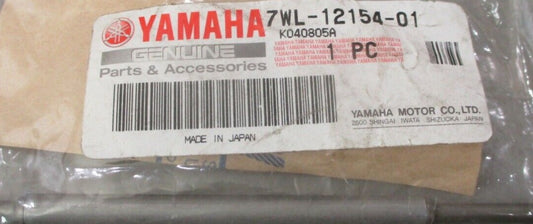 YAMAHA 7WL-12154-01
K040805A
GENUINE
Parts & Accessories
1 PC
MADE IN JAPAN
YAMAHA MOTOR CO., LTD.
2500 SHINGAI IWATA SHIZUOKA JAPAN